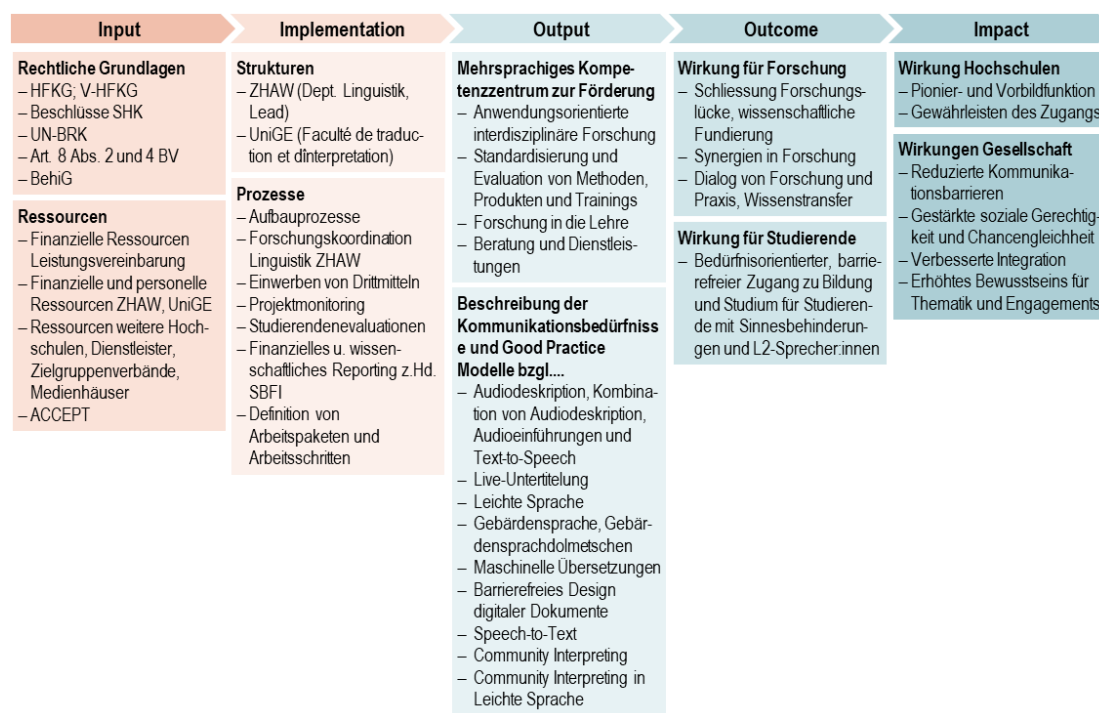 Input
Rechtliche Grundlagen
– HFKG; V-HFKG
– Beschlüsse SHK
– UN-BRK
– Art. 8 Abs. 2 und 4 BV
– BehiG
Ressourcen
– Finanzielle Ressourcen
Leistungsvereinbarung
– Finanzielle und personelle
Ressourcen ZHAW, UniGE
– Ressourcen weitere Hoch-
schulen, Dienstleister,
Zielgruppenverbände,
Medienhäuser
– ACCEPT
Implementation
Strukturen
– ZHAW (Dept. Linguistik,
Lead)
– UniGE (Faculté de traduc-
tion et dînterpretation)
Prozesse
– Aufbauprozesse
– Forschungskoordination
Linguistik ZHAW
– Einwerben von Drittmitteln
– Projektmonitoring
– Studierendenevaluationen
– Finanzielles u. wissen-
schaftliches Reporting z.Hd.
SBFI
– Definition von
Arbeitspaketen und
Arbeitsschritten
Output
Mehrsprachiges Kompe-
tenzzentrum zur Förderung
– Anwendungsorientierte
interdisziplinäre Forschung
– Standardisierung und
Evaluation von Methoden,
Produkten und Trainings
– Forschung in die Lehre
– Beratung und Dienstleis-
tungen
Beschreibung der
Kommunikationsbedürfniss
e und Good Practice
Modelle bzgl....
– Audiodeskription, Kombina-
tion von Audiodeskription,
Audioeinführungen und
Text-to-Speech
– Live-Untertitelung
– Leichte Sprache
– Gebärdensprache, Gebär-
densprachdolmetschen
– Maschinelle Übersetzungen
– Barrierefreies Design
digitaler Dokumente
– Speech-to-Text
– Community Interpreting
– Community Interpreting in
Leichte Sprache
Outcome
Wirkung für Forschung
– Schliessung Forschungs-
lücke, wissenschaftliche
Fundierung
– Synergien in Forschung
– Dialog von Forschung und
Praxis, Wissenstransfer
Wirkung für Studierende
– Bedürfnisorientierter, barrie-
refreier Zugang zu Bildung
und Studium für Studieren-
de mit Sinnesbehinderun-
gen und L2-Sprecher:innen
Impact
Wirkung Hochschulen
– Pionier- und Vorbildfunktion
– Gewährleisten des Zugangs
Wirkungen Gesellschaft
– Reduzierte Kommunika-
tionsbarrieren
– Gestärkte soziale Gerechtig-
keit und Chancengleichheit
– Verbesserte Integration
– Erhöhtes Bewusstseins für
Thematik und Engagements